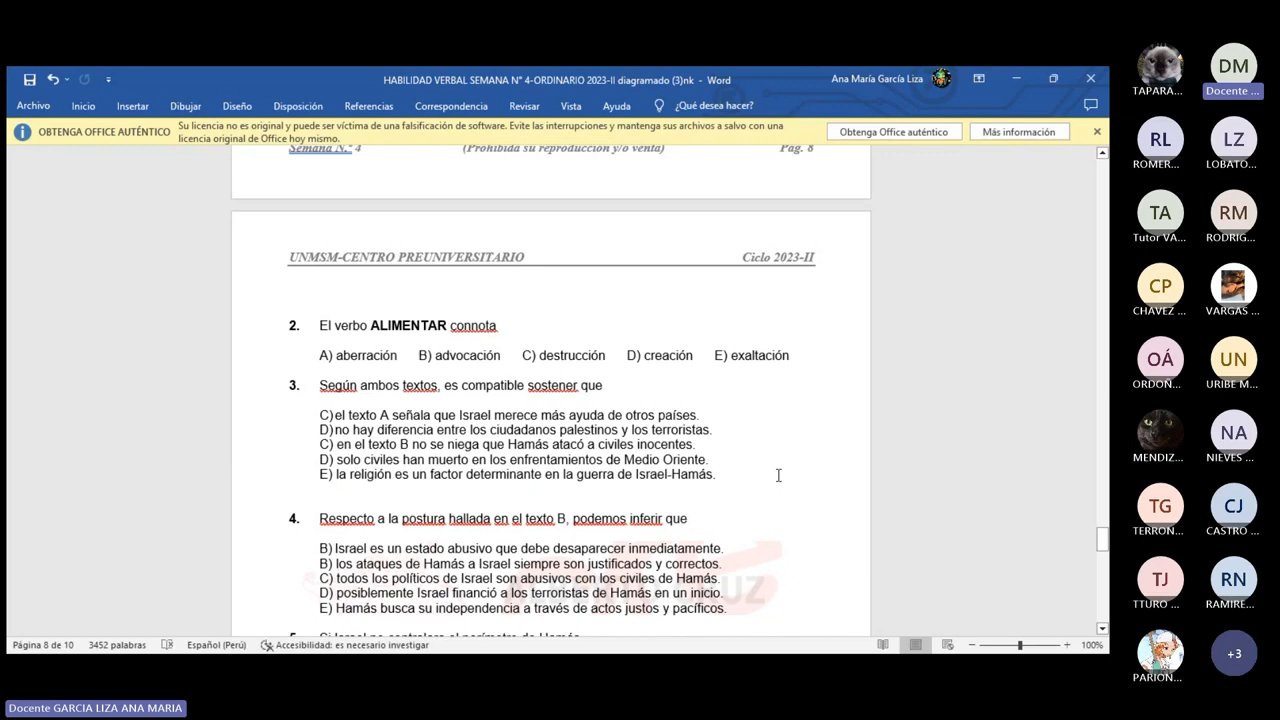 HABILIDAD VERBAL SEMANA N° 4-ORDINARIO 2023-II diagramado (3)nk - Word
Ana María García Liza
Archivo Inicio Insertar Dibujar Diseño Disposición Referencias Correspondencia Revisar Vista Ayuda ¿Qué desea hacer?
OBTENGA OFFICE AUTÉNTICO Su licencia no es original y puede ser víctima de una falsificación de software. Evite las interrupciones y mantenga sus archivos a salvo con una
licencia original de Office hoy mismo.
Obtenga Office auténtico Más información
Semana N.º 4 (Prohibida su reproducción y/o venta) Pág. 8
UNMSM-CENTRO PREUNIVERSITARIO Ciclo 2023-II
2. El verbo ALIMENTAR connota
A) aberración B) advocación C) destrucción D) creación E) exaltación
3. Según ambos textos, es compatible sostener que
C) el texto A señala que Israel merece más ayuda de otros países.
D) no hay diferencia entre los ciudadanos palestinos y los terroristas.
C) en el texto B no se niega que Hamás atacó a civiles inocentes.
D) solo civiles han muerto en los enfrentamientos de Medio Oriente.
E) la religión es un factor determinante en la guerra de Israel-Hamás.
4. Respecto a la postura hallada en el texto B, podemos inferir que
B) Israel es un estado abusivo que debe desaparecer inmediatamente.
B) los ataques de Hamás a Israel siempre son justificados y correctos.
C) todos los políticos de Israel son abusivos con los civiles de Hamás.
D) posiblemente Israel financió a los terroristas de Hamás en un inicio.
E) Hamás busca su independencia a través de actos justos y pacíficos.
5. Si Israel no controlara el perímetro de Hamás
Página 8 de 10 3452 palabras Español (Perú) Accesibilidad: es necesario investigar 100%
Docente GARCIA LIZA ANA MARIA
DM
TAPARA... Docente ...
RL LZ
ROMER... LOBATO...
TA RM
Tutor VA... RODRIG...
CP
CHAVEZ ... VARGAS ...
OÁ UN
ORDOÑ... URIBE M...
NA
MENDIZ... NIEVES ...
TG CJ
TERRON... CASTRO ...
TJ RN
TTURO ... RAMIRE...
+3
PARION...